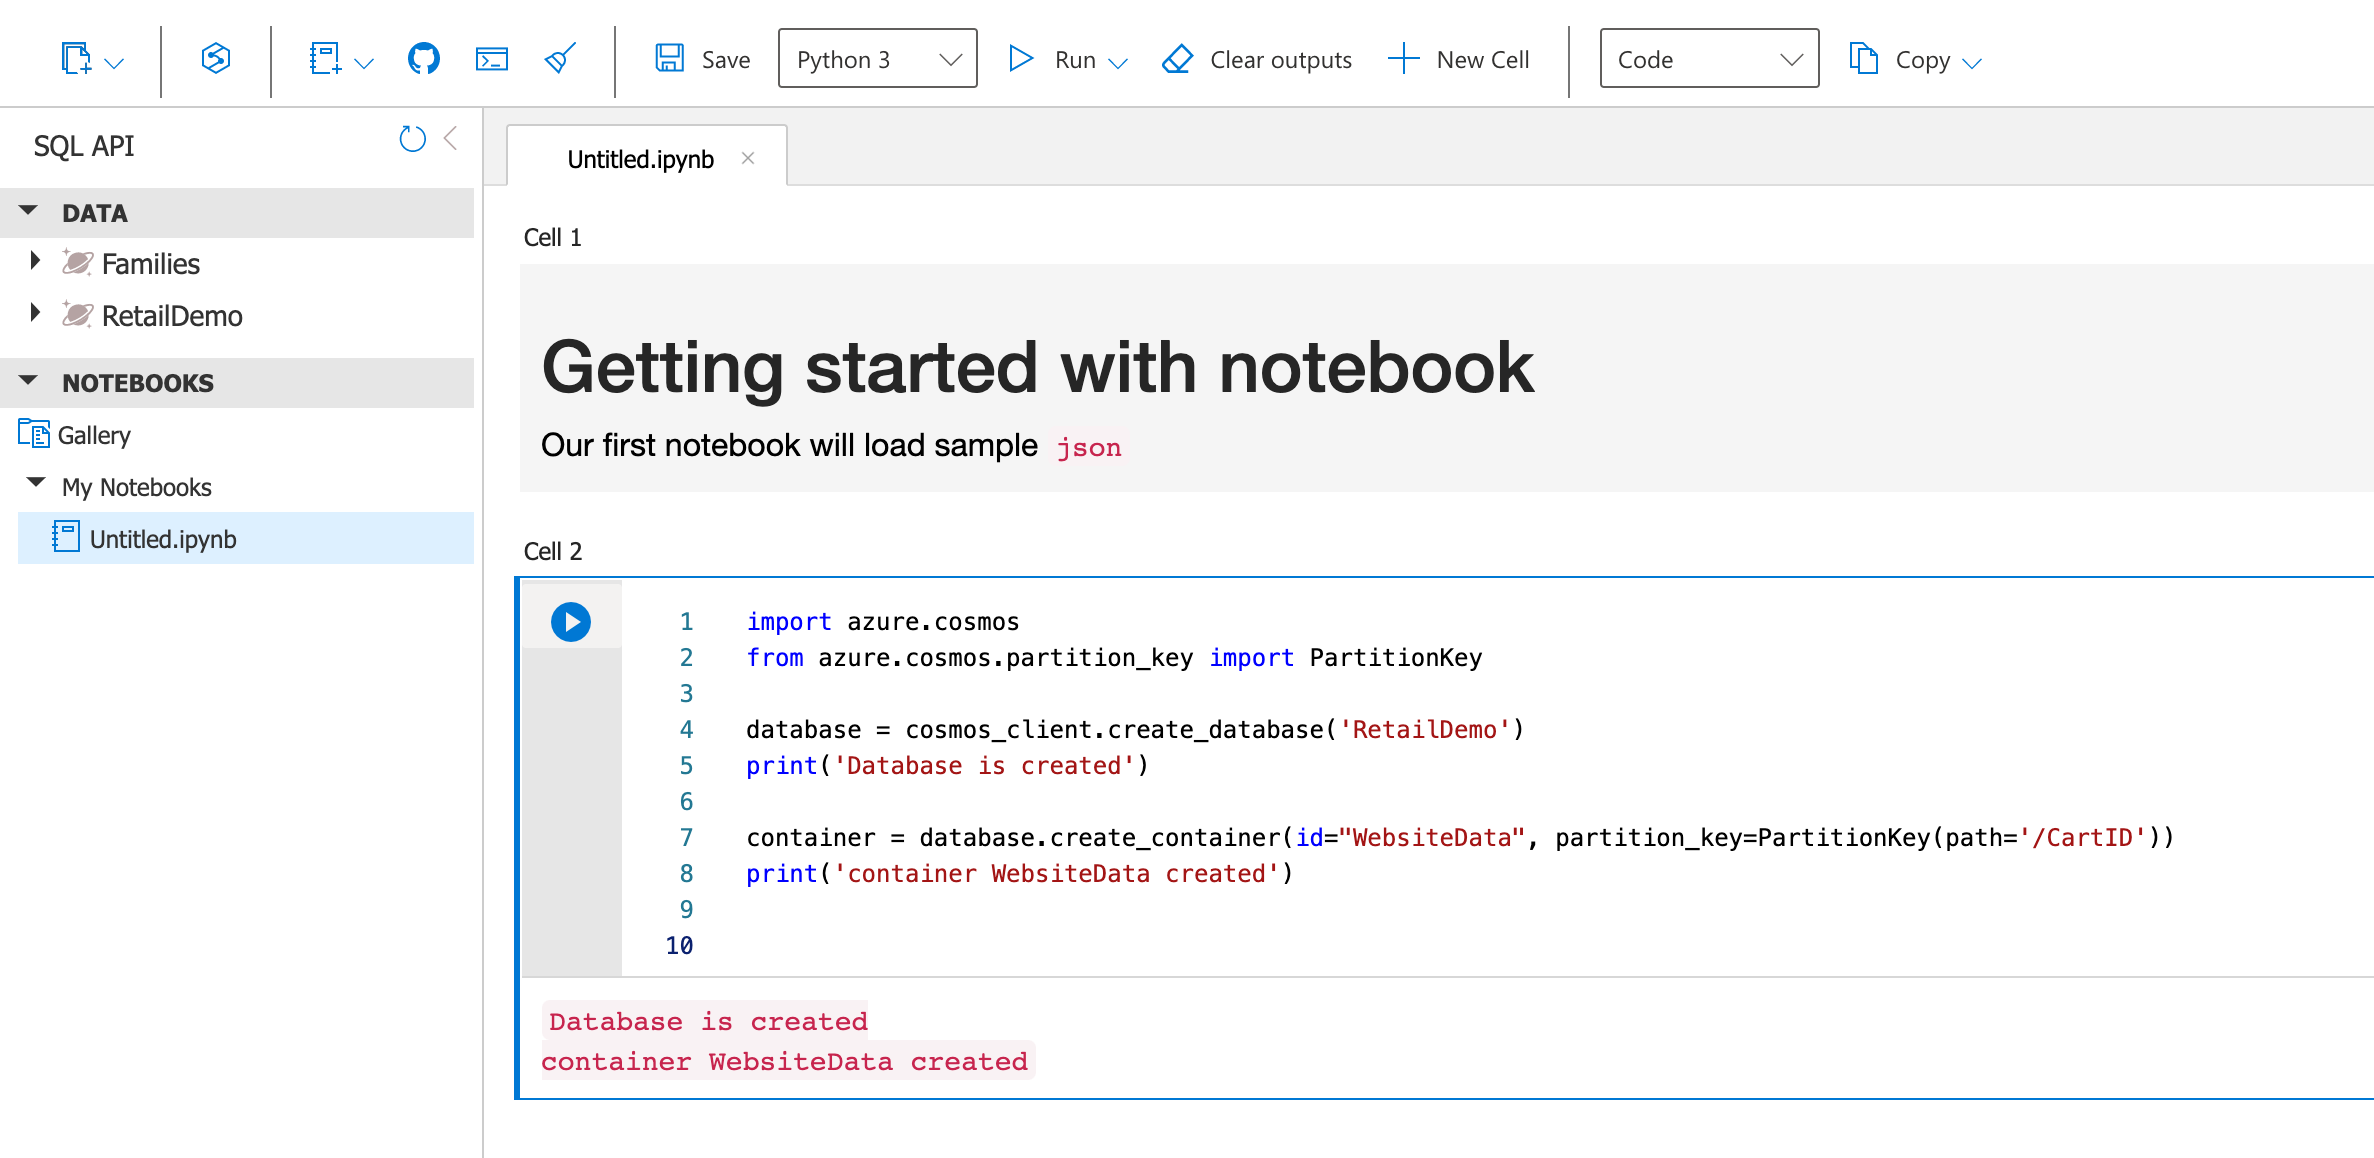 Save Python 3 Run Clear outputs New Cell Code Copy
SQL API
DATA
Families
RetailDemo
NOTEBOOKS
Gallery
My Notebooks
Untitled.ipynb
Untitled.ipynb
Cell 1
Getting started with notebook
Our first notebook will load sample json
Cell 2
1 import azure.cosmos
2 from azure.cosmos.partition_key import PartitionKey
3
4 database = cosmos_client.create_database('RetailDemo')
5 print('Database is created')
6
7 container = database.create_container(id="WebsiteData", partition_key=PartitionKey(path='/CartID'))
8 print('container WebsiteData created')
9
10
Database is created
container WebsiteData created